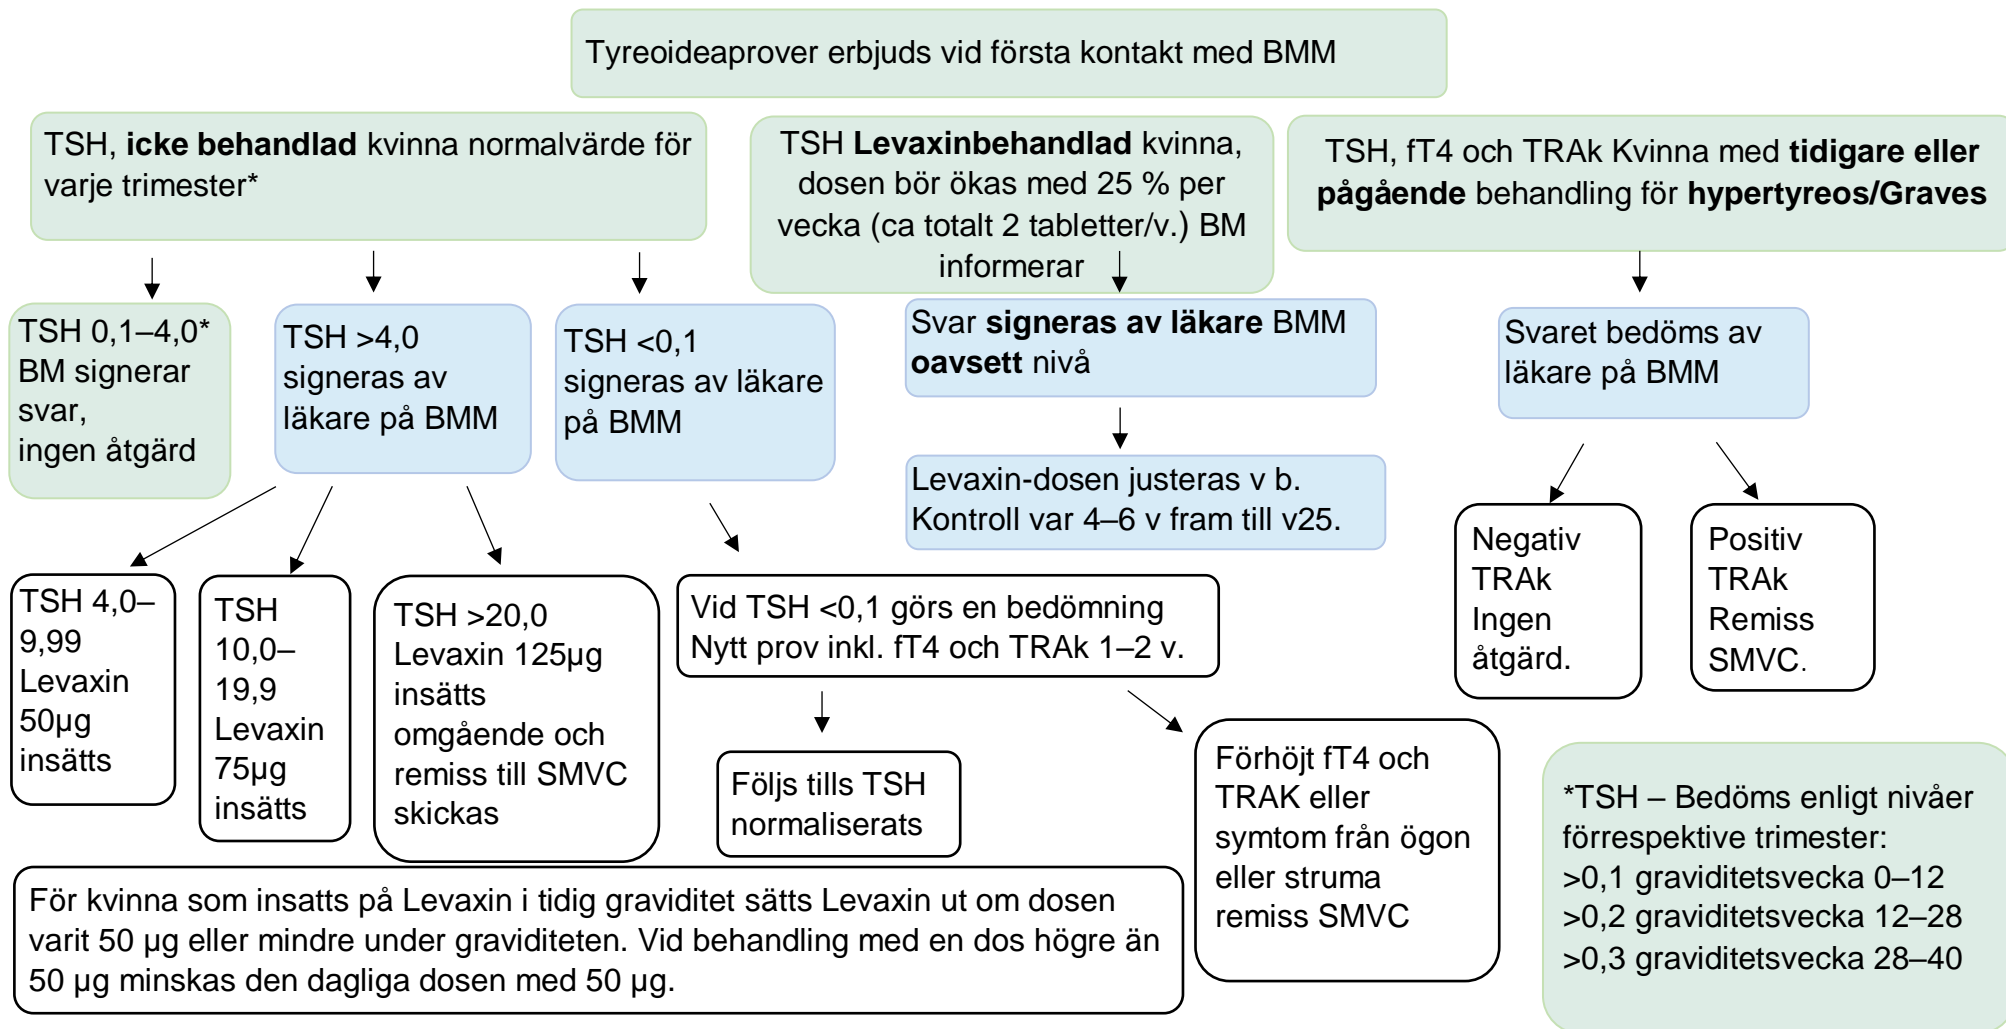 Tyreoideaprover erbjuds vid första kontakt med BMM
TSH, icke behandlad kvinna normalvärde för
varje trimester*
TSH Levaxinbehandlad kvinna,
dosen bör ökas med 25 % per
vecka (ca totalt 2 tabletter/v.) BM
informerar
TSH, fT4 och TRAk Kvinna med tidigare eller
pågående behandling för hypertyreos/Graves
TSH 0,1–4,0*
BM signerar
svar,
ingen åtgärd
TSH >4,0
signeras av
läkare på BMM
TSH <0,1
signeras av läkare
på BMM
Svar signeras av läkare BMM
oavsett nivå
Svaret bedöms av
läkare på BMM
Levaxin-dosen justeras v b.
Kontroll var 4–6 v fram till v25.
Negativ
TRAk
Ingen
åtgärd.
Positiv
TRAk
Remiss
SMVC.
TSH 4,0–
9,99
Levaxin
50µg
insätts
TSH
10,0–
19,9
Levaxin
75µg
insätts
TSH >20,0
Levaxin 125µg
insätts
omgående och
remiss till SMVC
skickas
Vid TSH <0,1 görs en bedömning
Nytt prov inkl. fT4 och TRAk 1–2 v.
Följs tills TSH
normaliserats
Förhöjt fT4 och
TRAK eller
symtom från ögon
eller struma
remiss SMVC
*TSH – Bedöms enligt nivåer
förrespektive trimester:
>0,1 graviditetsvecka 0–12
>0,2 graviditetsvecka 12–28
>0,3 graviditetsvecka 28–40
För kvinna som insatts på Levaxin i tidig graviditet sätts Levaxin ut om dosen
varit 50 µg eller mindre under graviditeten. Vid behandling med en dos högre än
50 µg minskas den dagliga dosen med 50 µg.